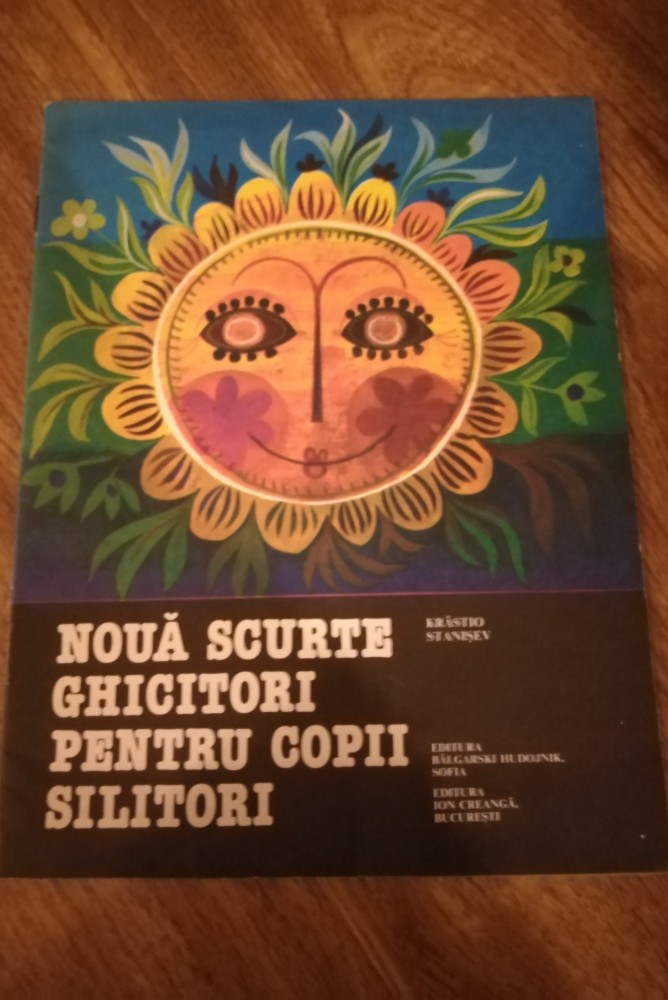 NOUĂ SCURTE
GHICITORI
PENTRU COPII
SILITORI
KRĂSTIO
STANIȘEV
EDITURA
BĂLGARSKI HUDOJNIK,
SOFIA
EDITURA
ION CREANGĂ,
BUCUREȘTI